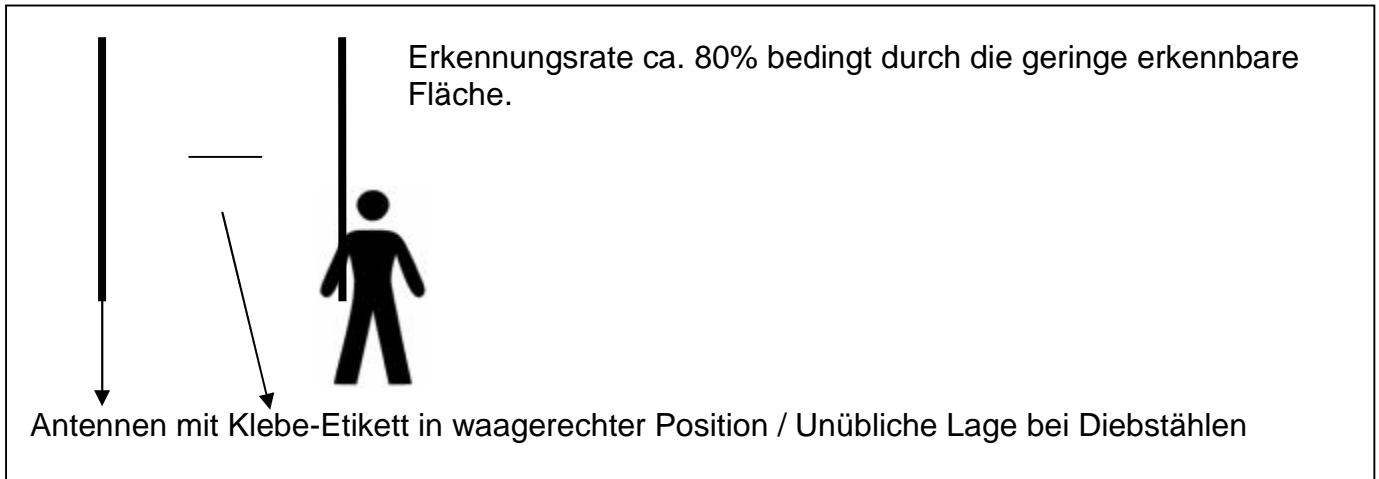 Erkennungsrate ca. 80% bedingt durch die geringe erkennbare
Fläche.
Antennen mit Klebe-Etikett in waagerechter Position / Unübliche Lage bei Diebstählen